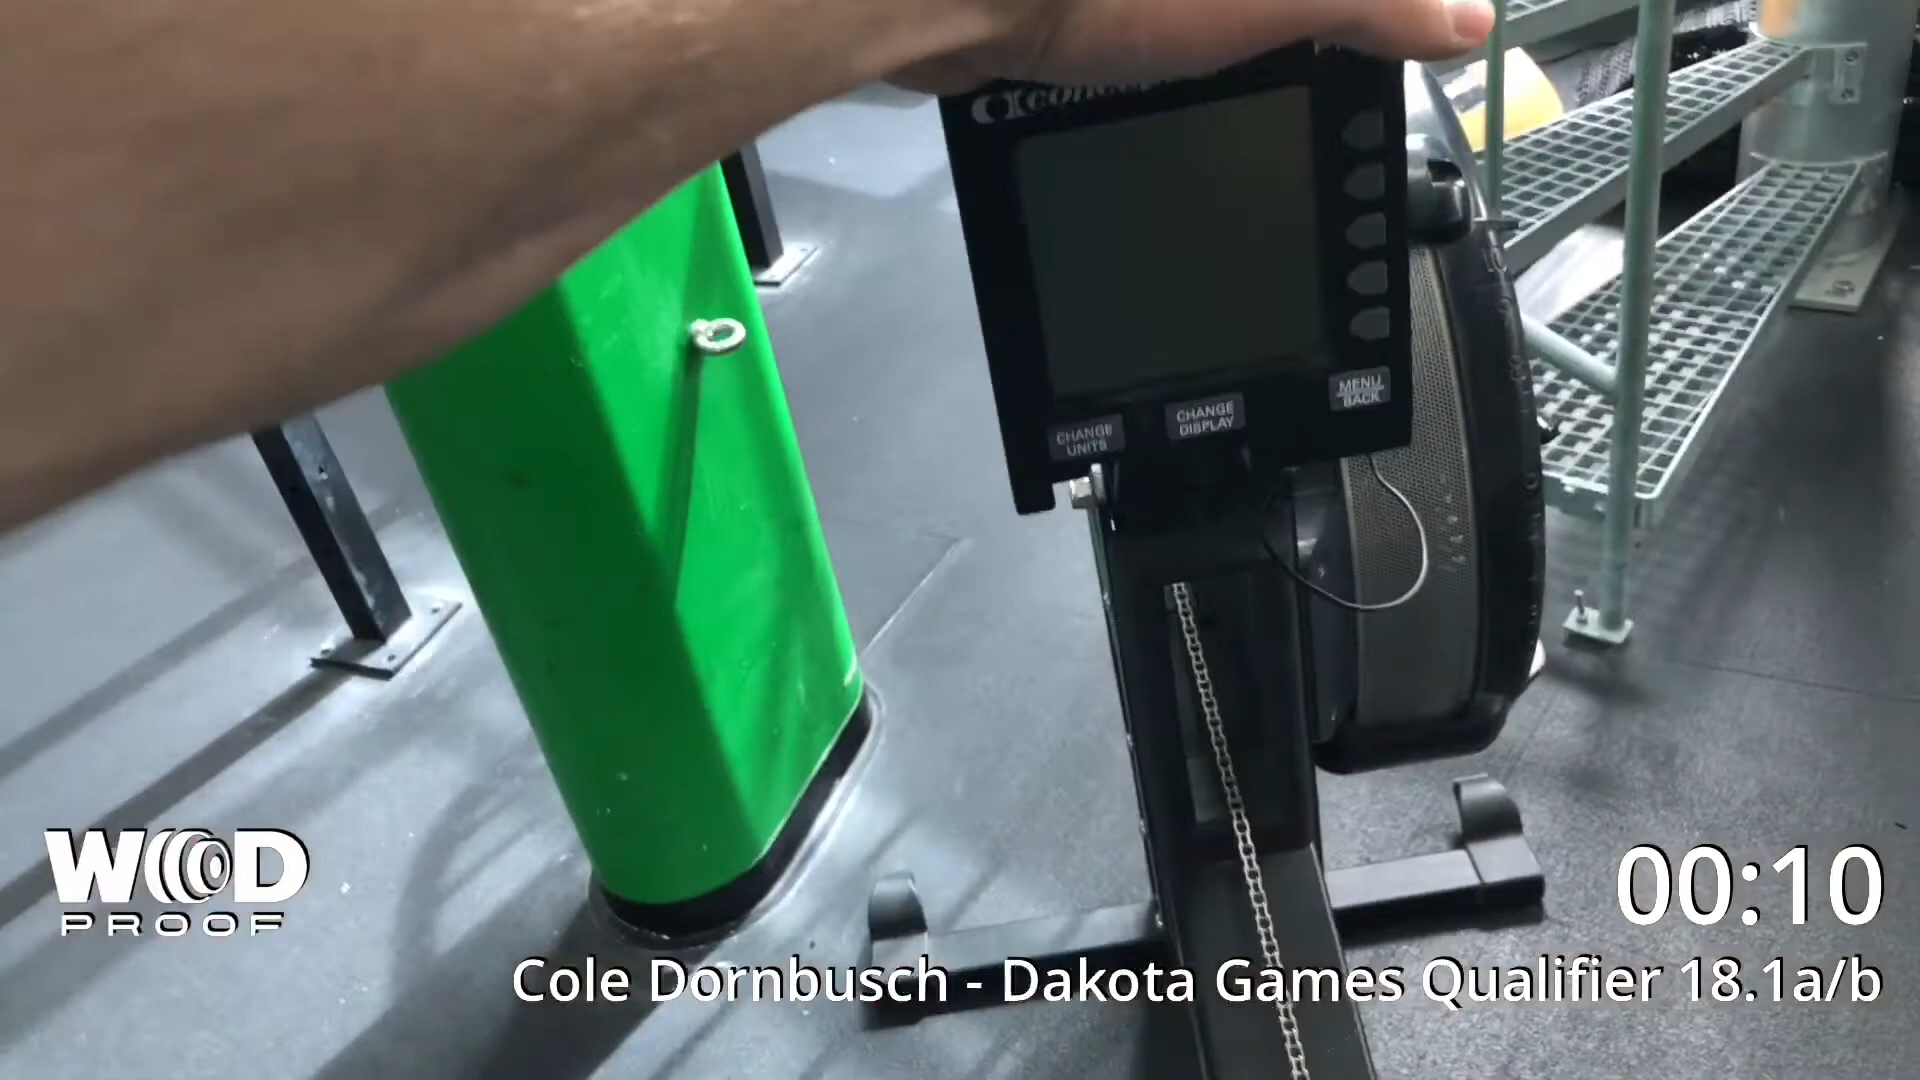 CHANGE
UNITS
CHANGE
DISPLAY
MENU
BACK
WOD
PROOF
00:10
Cole Dornbusch - Dakota Games Qualifier 18.1a/b